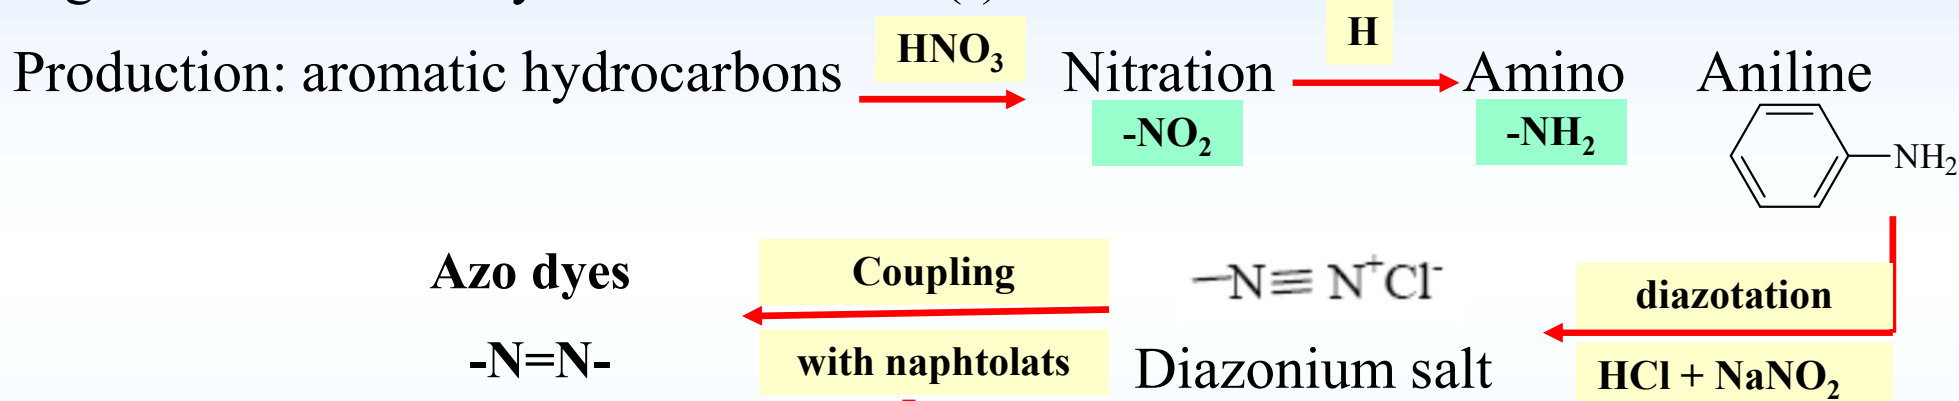 HNO₃ H
Production: aromatic hydrocarbons Nitration Amino Aniline
-NO₂ -NH₂ NH₂
Azo dyes Coupling –N≡ N⁺Cl⁻ diazotation
-N=N- with naphtolats Diazonium salt HCl + NaNO₂